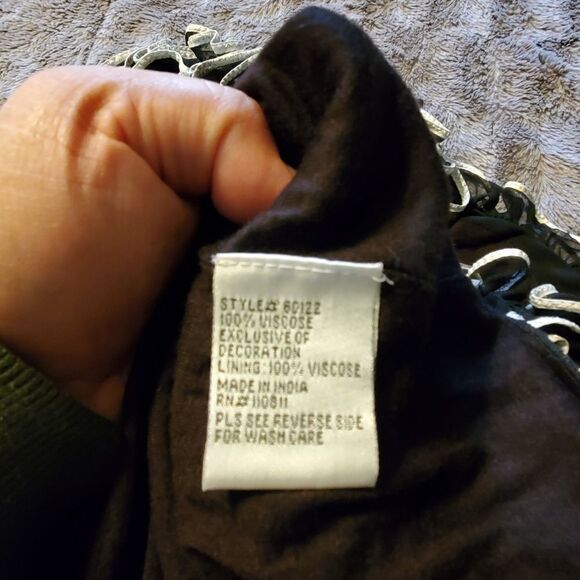 STYLE# 60122
100% VISCOSE
EXCLUSIVE OF
DECORATION
LINING: 100% VISCOSE
MADE IN INDIA
RN# 110811
PLS SEE REVERSE SIDE
FOR WASH CARE